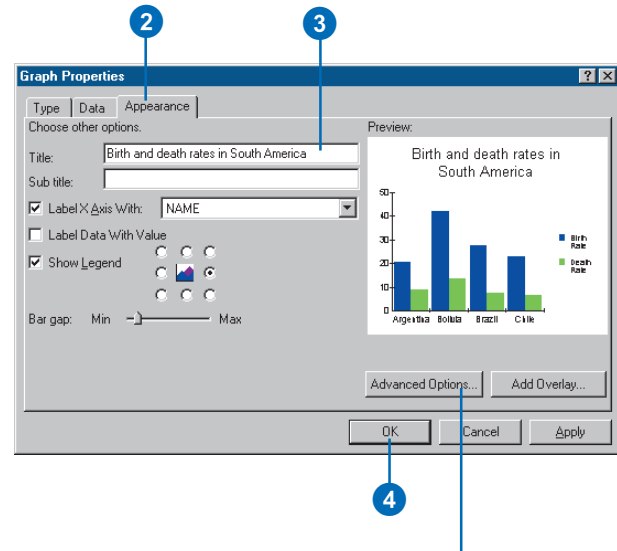 2
3
Graph Properties
Type Data Appearance
Choose other options.
Title: Birth and death rates in South America
Sub title:
Label X Axis With: NAME
Label Data With Value
Show Legend
Bar gap: Min Max
Preview:
Birth and death rates in
South America
50
40
30
20
10
0
Argentina Bolivia Brazil Chile
Birth
Rate
Death
Rate
Advanced Options... Add Overlay...
OK Cancel Apply
4